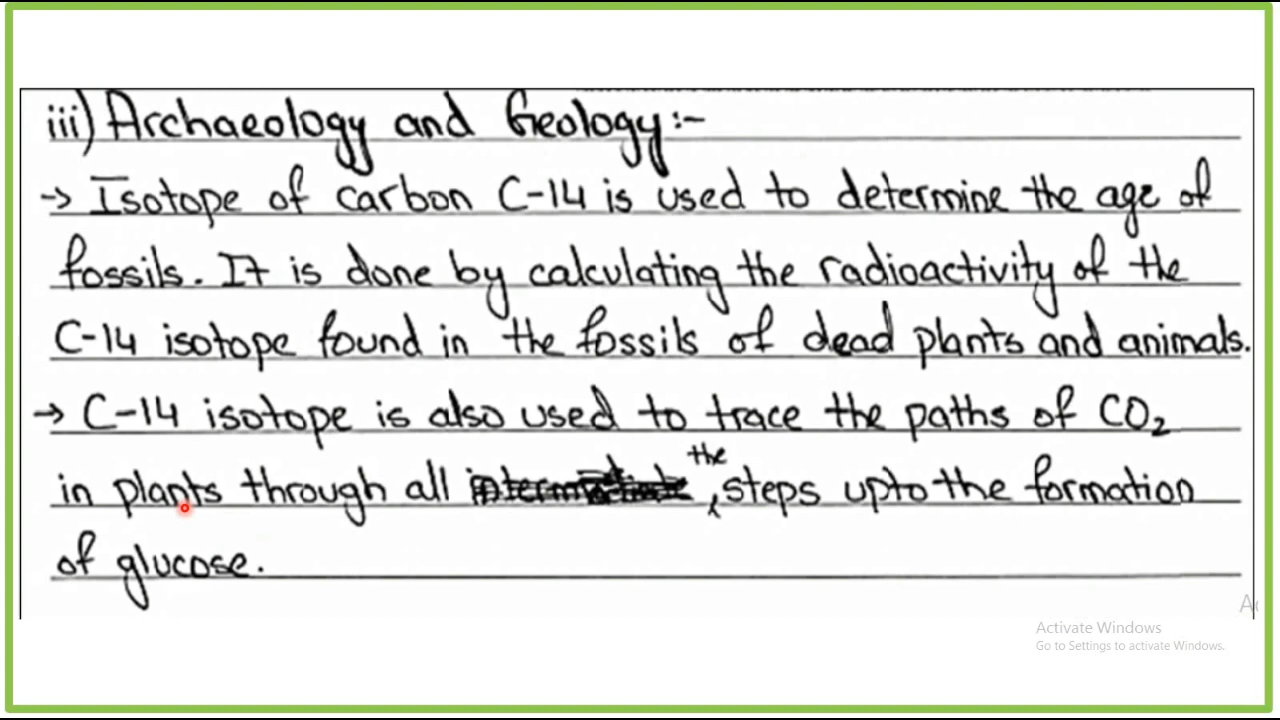 iii) Archaeology and Geology:-
→ Isotope of carbon C-14 is used to determine the age of
fossils. It is done by calculating the radioactivity of the
C-14 isotope found in the fossils of dead plants and animals.
→ C-14 isotope is also used to trace the paths of CO₂
in plants through all the steps upto the formation
of glucose.
Activate Windows
Go to Settings to activate Windows.